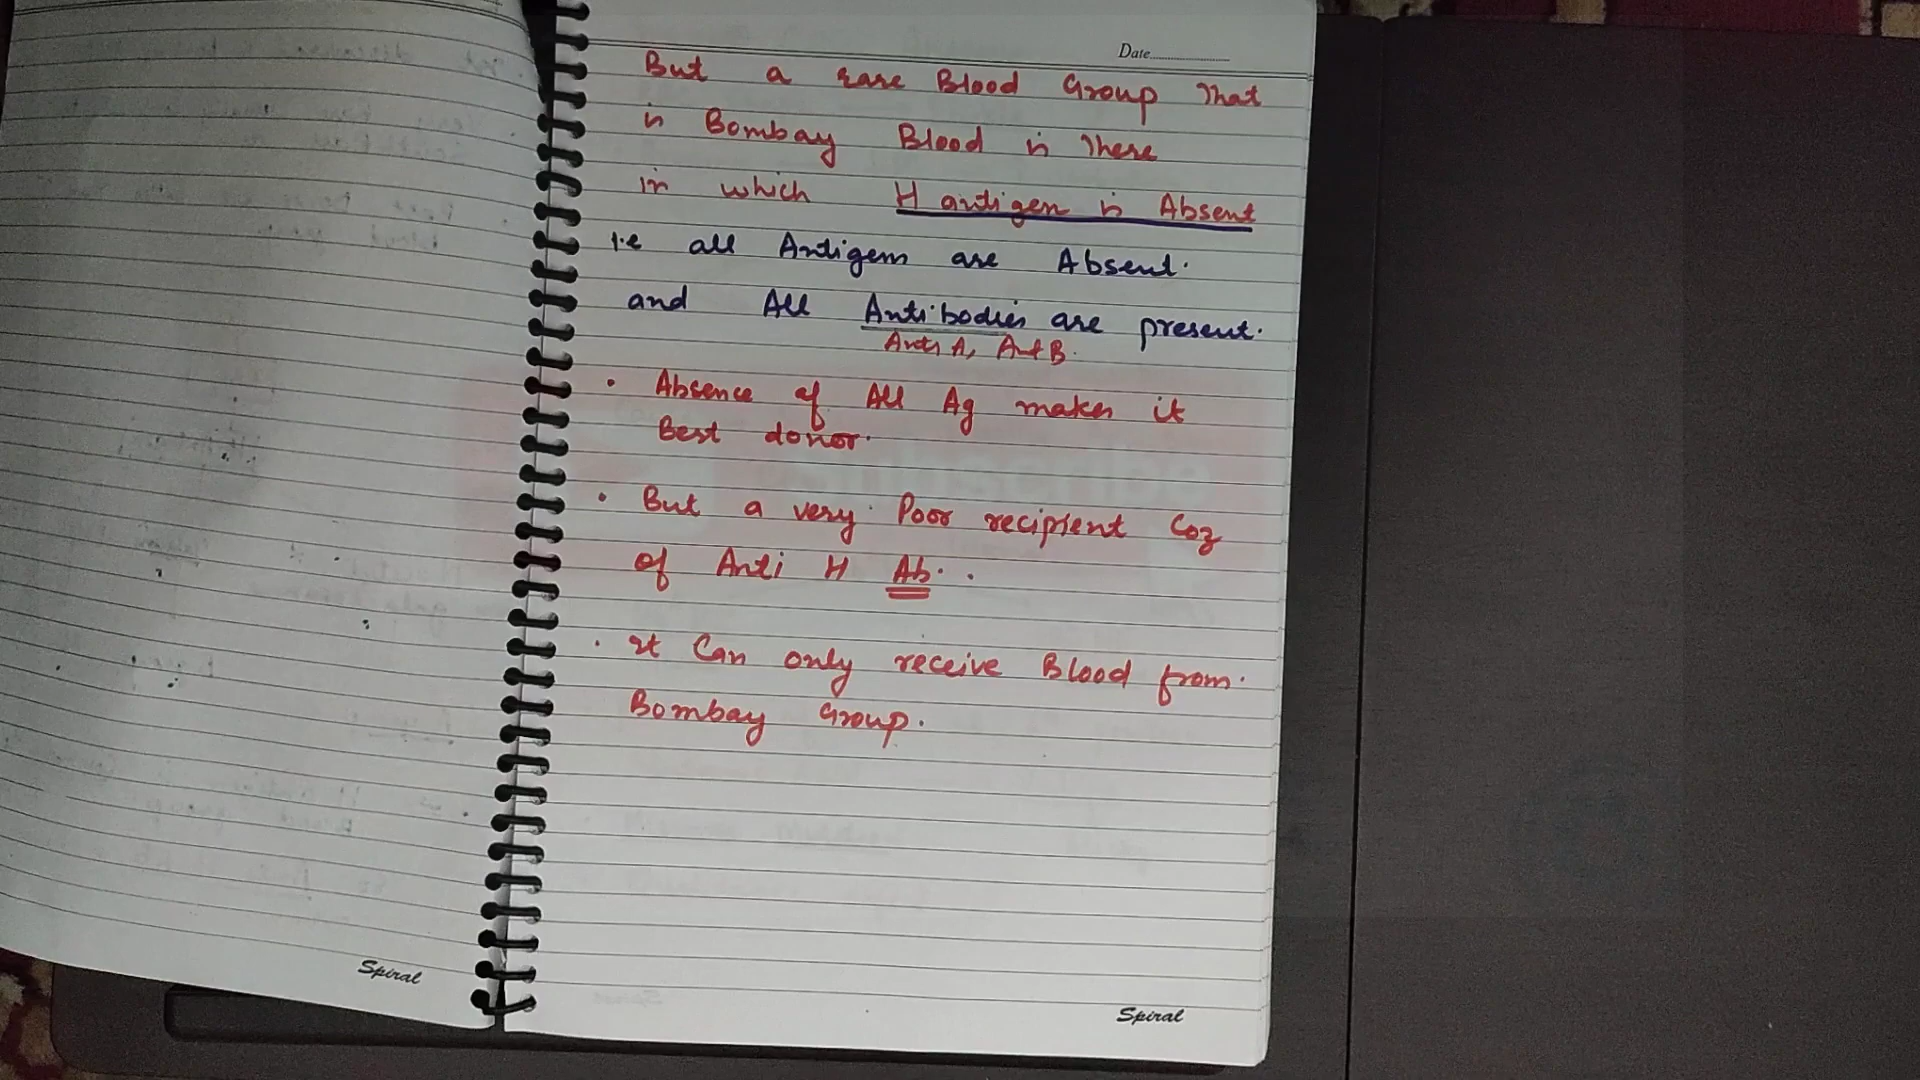 Date
But a rare Blood Group That
is Bombay Blood is There
in which H antigen is Absent
i.e all Antigens are Absent.
and All Antibodies are present.
Anti A, Ant B.
• Absence of All Ag makes it
Best donor.
• But a very Poor recipient Coz
of Anti H Ab.
• It Can only receive Blood from
Bombay Group.
Spiral
Spiral